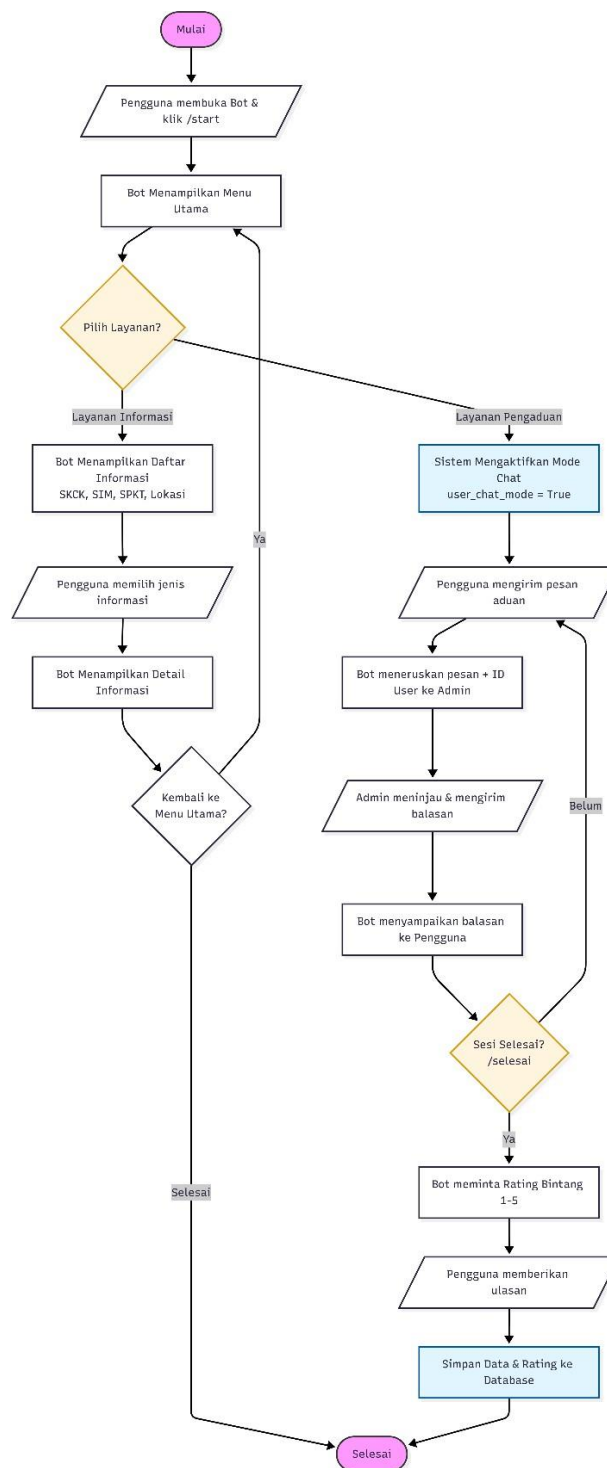 Mulai
Pengguna membuka Bot &
klik /start
Bot Menampilkan Menu
Utama
Pilih Layanan?
Layanan Informasi
Layanan Pengaduan
Bot Menampilkan Daftar
Informasi
SKCK, SIM, SPKT, Lokasi
Sistem Mengaktifkan Mode
Chat
user_chat_mode = True
Ya
Pengguna memilih jenis
informasi
Pengguna mengirim pesan
aduan
Bot Menampilkan Detail
Informasi
Bot meneruskan pesan + ID
User ke Admin
Kembali ke
Menu Utama?
Admin meninjau & mengirim
balasan
Belum
Bot menyampaikan balasan
ke Pengguna
Sesi Selesai?
/selesai
Ya
Selesai
Bot meminta Rating Bintang
1-5
Pengguna memberikan
ulasan
Simpan Data & Rating ke
Database
Selesai